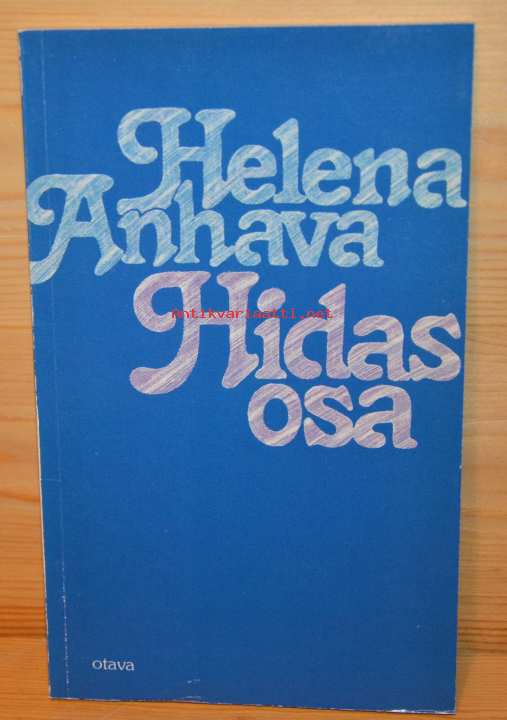 Helena
Anhava
Hidas
osa
Antikvariaatti.net
otava